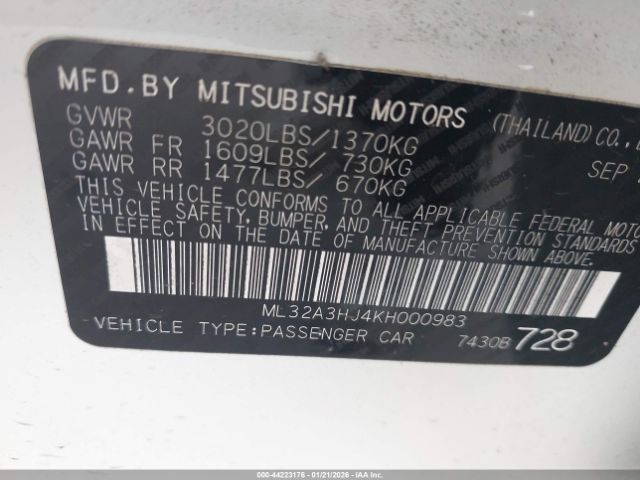 MFD.BY MITSUBISHI MOTORS (THAILAND) CO.,
GVWR 3020LBS/1370KG
GAWR FR 1609LBS/ 730KG SEP
GAWR RR 1477LBS/ 670KG
THIS VEHICLE CONFORMS TO ALL APPLICABLE FEDERAL MOTOR
VEHICLE SAFETY, BUMPER, AND THEFT PREVENTION STANDARDS
IN EFFECT ON THE DATE OF MANUFACTURE SHOWN ABOVE.
ML32A3HJ4KH000983
VEHICLE TYPE:PASSENGER CAR 7430B 728
000-44223176 - 01/21/2026 - IAA Inc.